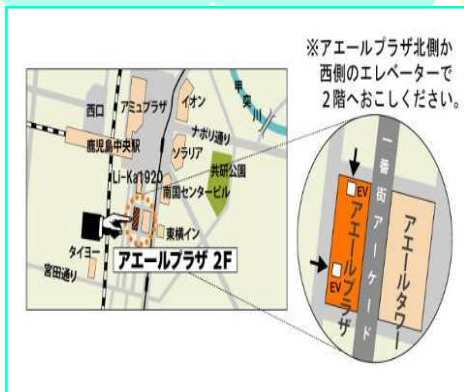 ※アエールプラザ北側か
西側のエレベーターで
2階へおこしください。
甲突川
イオン
アミュプラザ
西口
ナポリ通り
鹿児島中央駅
ソラリア
共研公園
Li-Ka1920
南国センタービル
東横イン
タイヨー
アエールプラザ 2F
宮田通り
一番街アーケード
EV
アエールプラザ
EV
アエールタワー